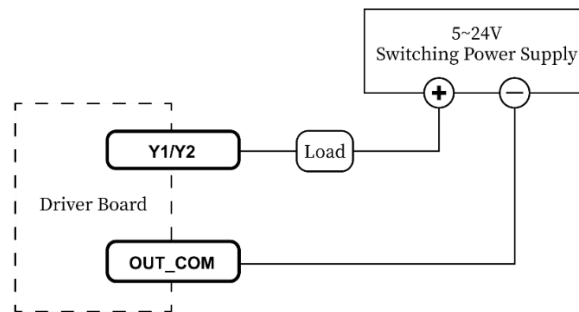 5~24V
Switching Power Supply
+
−
Y1/Y2
Load
Driver Board
OUT_COM